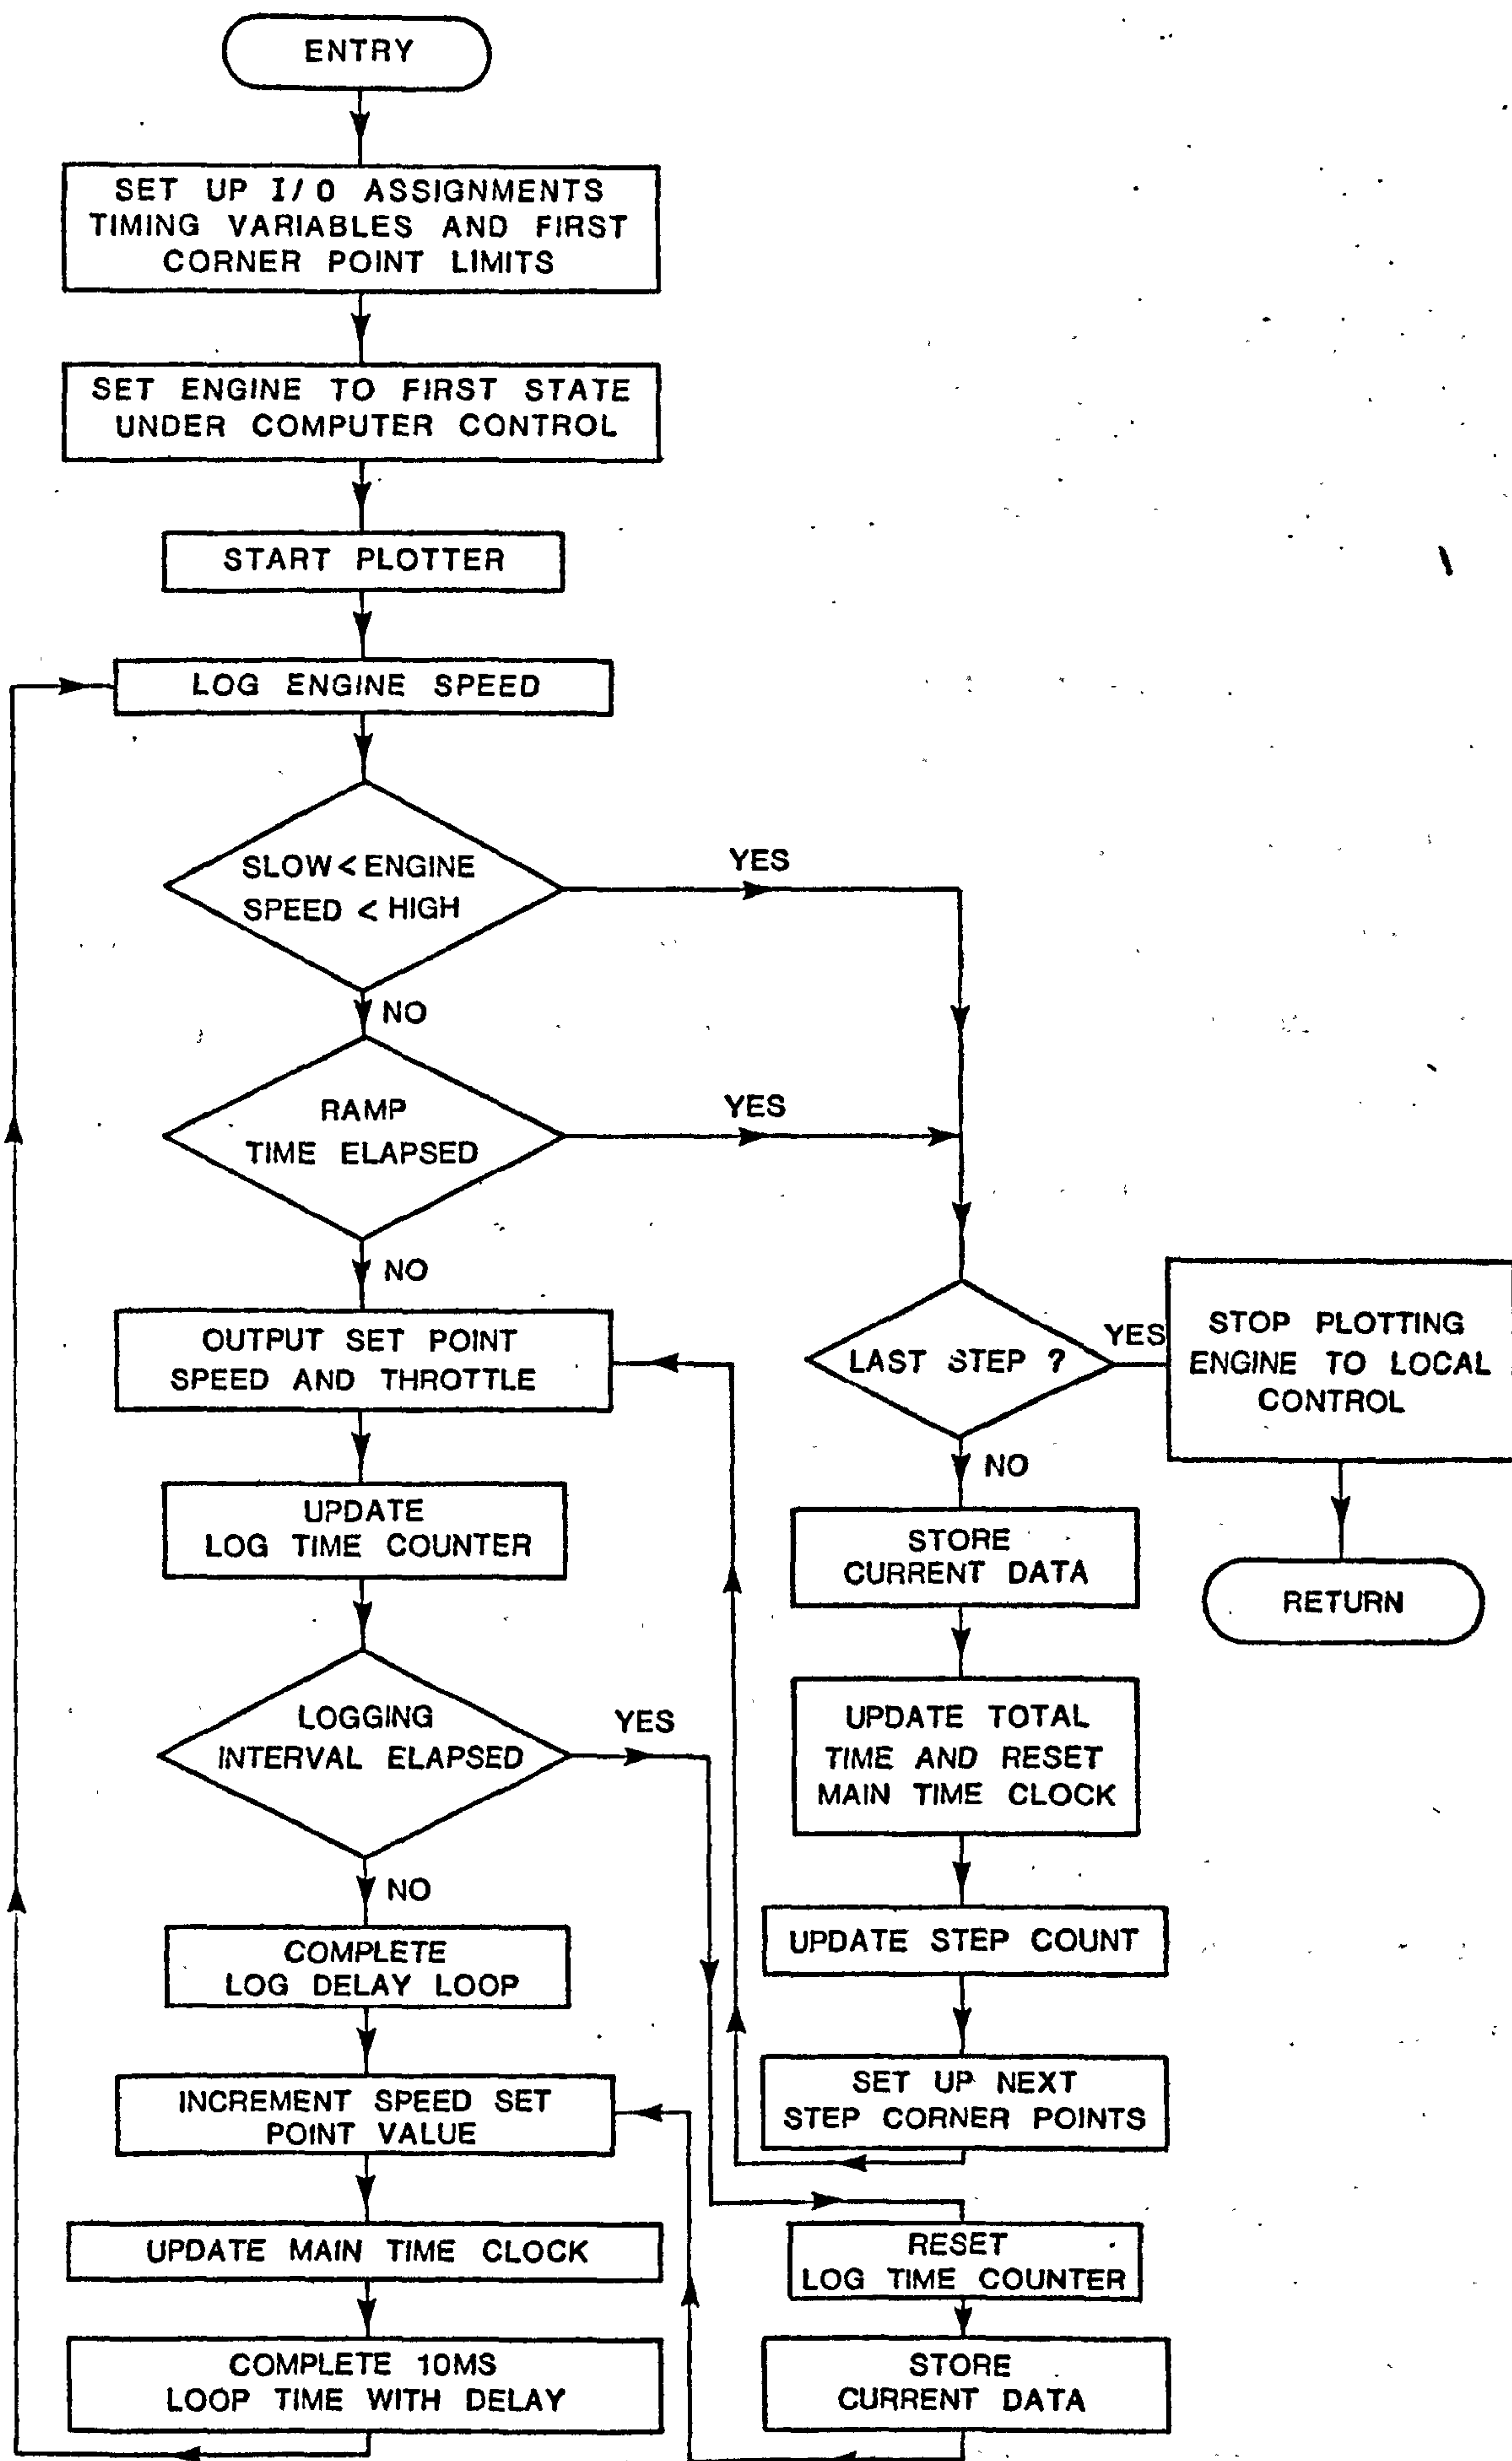 ENTRY
SET UP I/O ASSIGNMENTS
TIMING VARIABLES AND FIRST
CORNER POINT LIMITS
SET ENGINE TO FIRST STATE
UNDER COMPUTER CONTROL
START PLOTTER
LOG ENGINE SPEED
SLOW < ENGINE
SPEED < HIGH
YES
NO
RAMP
TIME ELAPSED
YES
NO
OUTPUT SET POINT
SPEED AND THROTTLE
UPDATE
LOG TIME COUNTER
LOGGING
INTERVAL ELAPSED
YES
NO
COMPLETE
LOG DELAY LOOP
INCREMENT SPEED SET
POINT VALUE
UPDATE MAIN TIME CLOCK
COMPLETE 10MS
LOOP TIME WITH DELAY
LAST STEP ?
YES
NO
STOP PLOTTING
ENGINE TO LOCAL
CONTROL
RETURN
STORE
CURRENT DATA
UPDATE TOTAL
TIME AND RESET
MAIN TIME CLOCK
UPDATE STEP COUNT
SET UP NEXT
STEP CORNER POINTS
RESET
LOG TIME COUNTER
STORE
CURRENT DATA